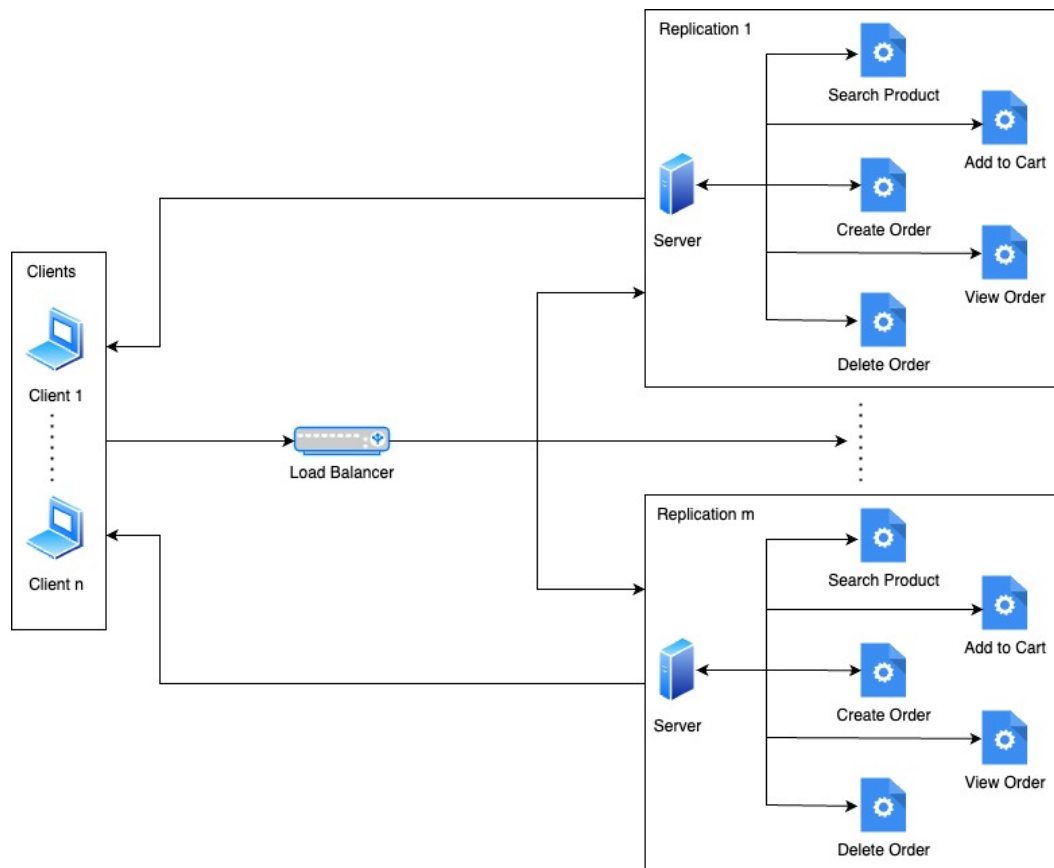 Replication 1
Search Product
Add to Cart
Server
Create Order
View Order
Delete Order
Clients
Client 1
Client n
Load Balancer
Replication m
Search Product
Add to Cart
Server
Create Order
View Order
Delete Order